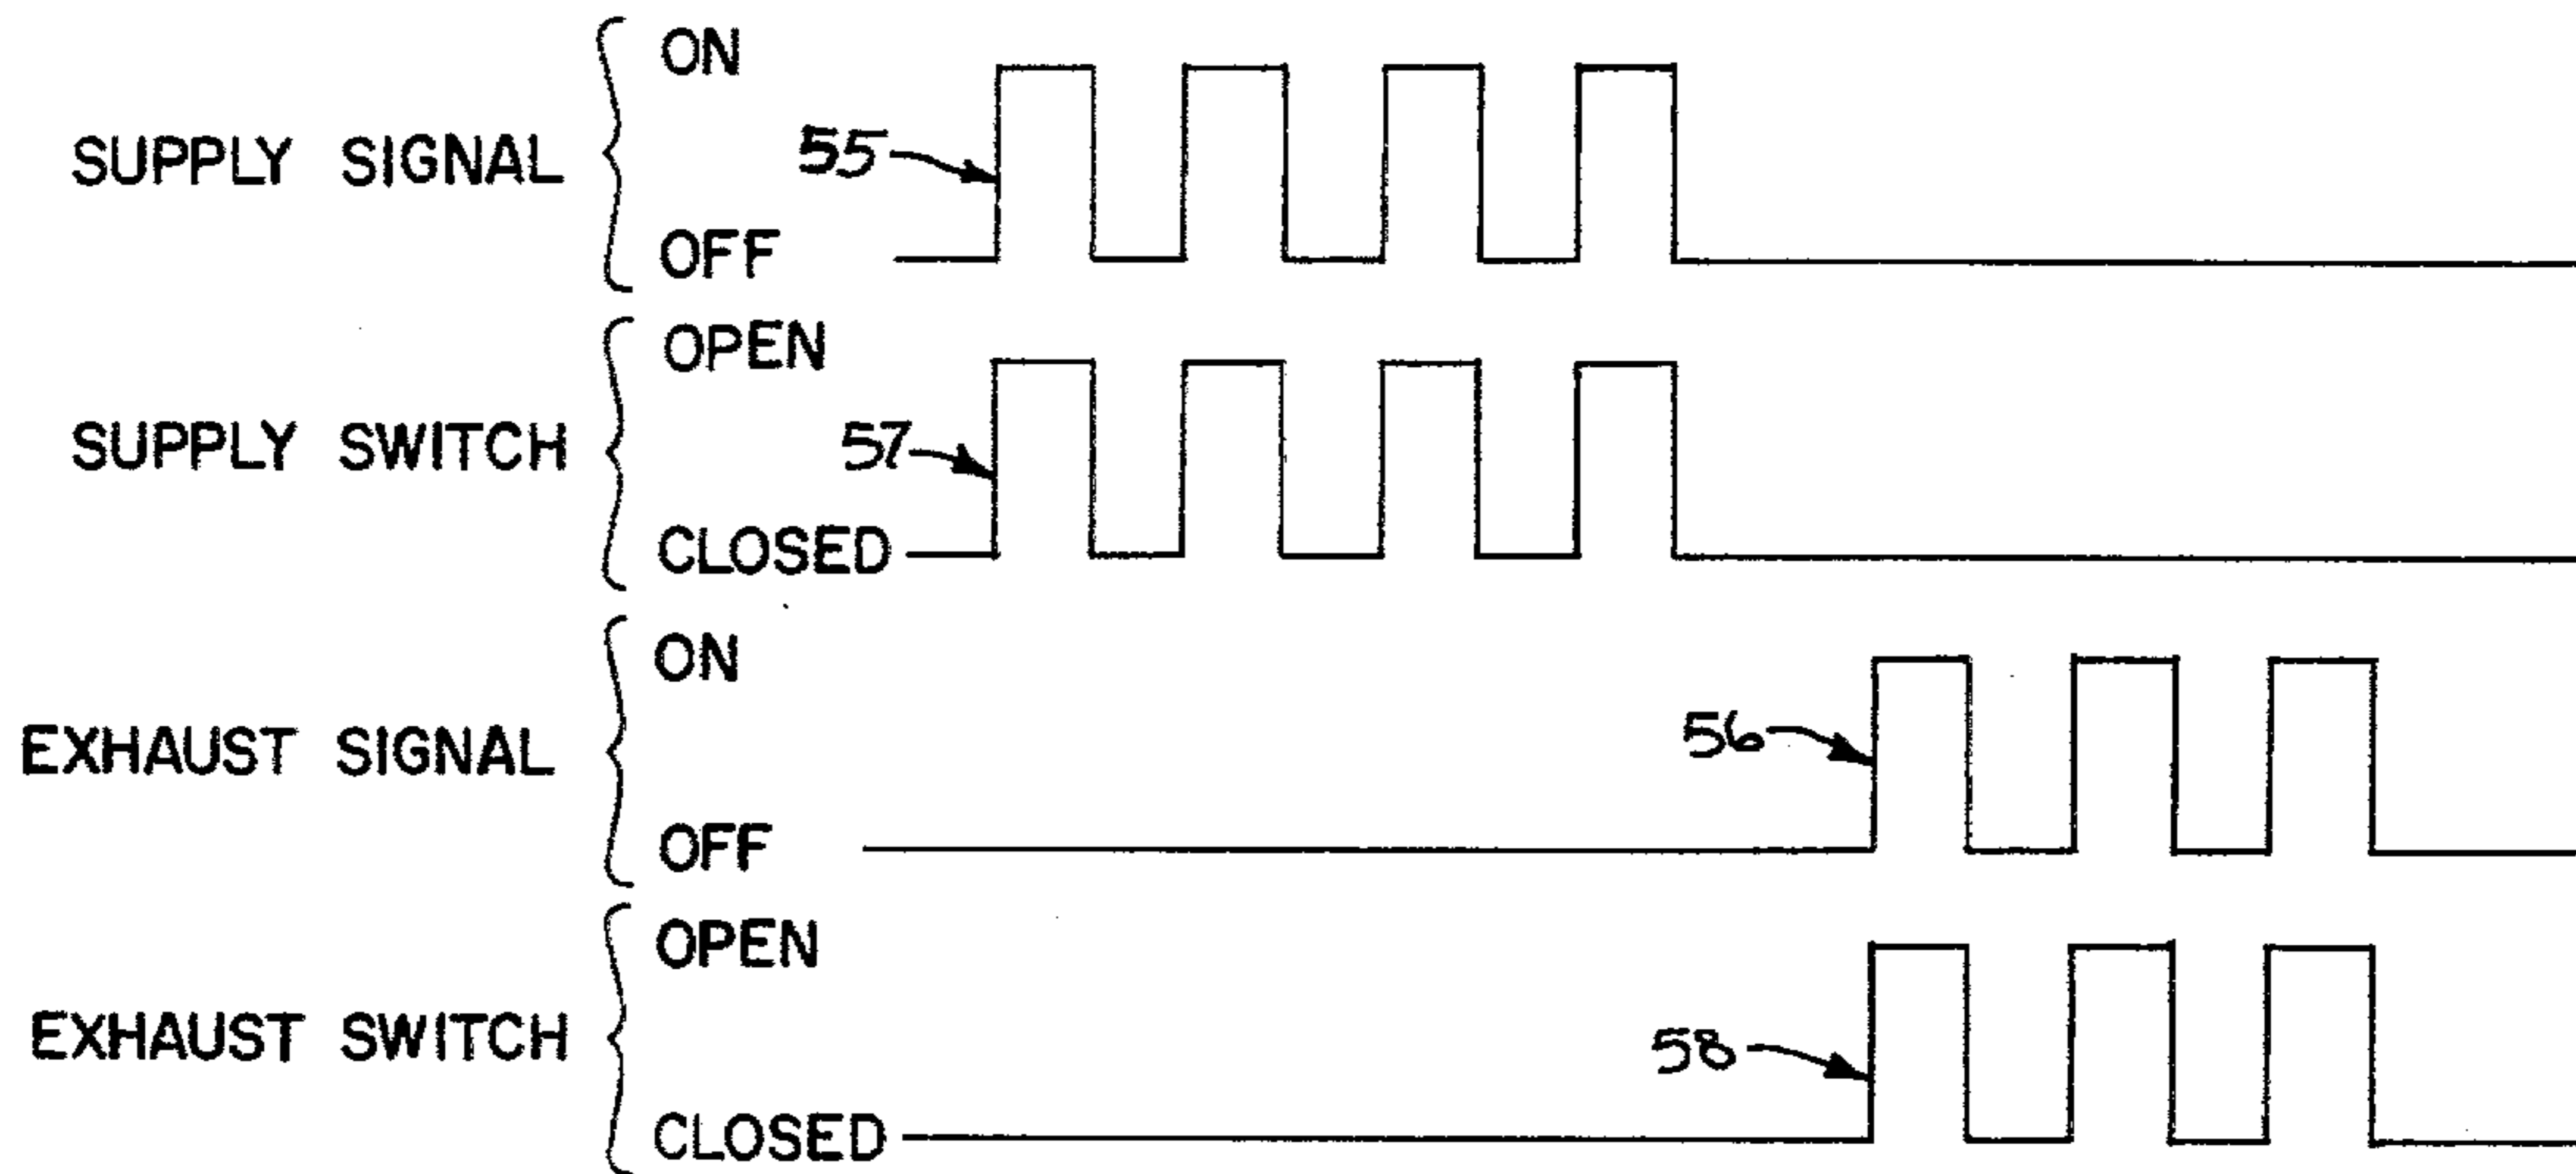 ON
SUPPLY SIGNAL
55
OFF
OPEN
SUPPLY SWITCH
57
CLOSED
ON
EXHAUST SIGNAL
56
OFF
OPEN
EXHAUST SWITCH
58
CLOSED